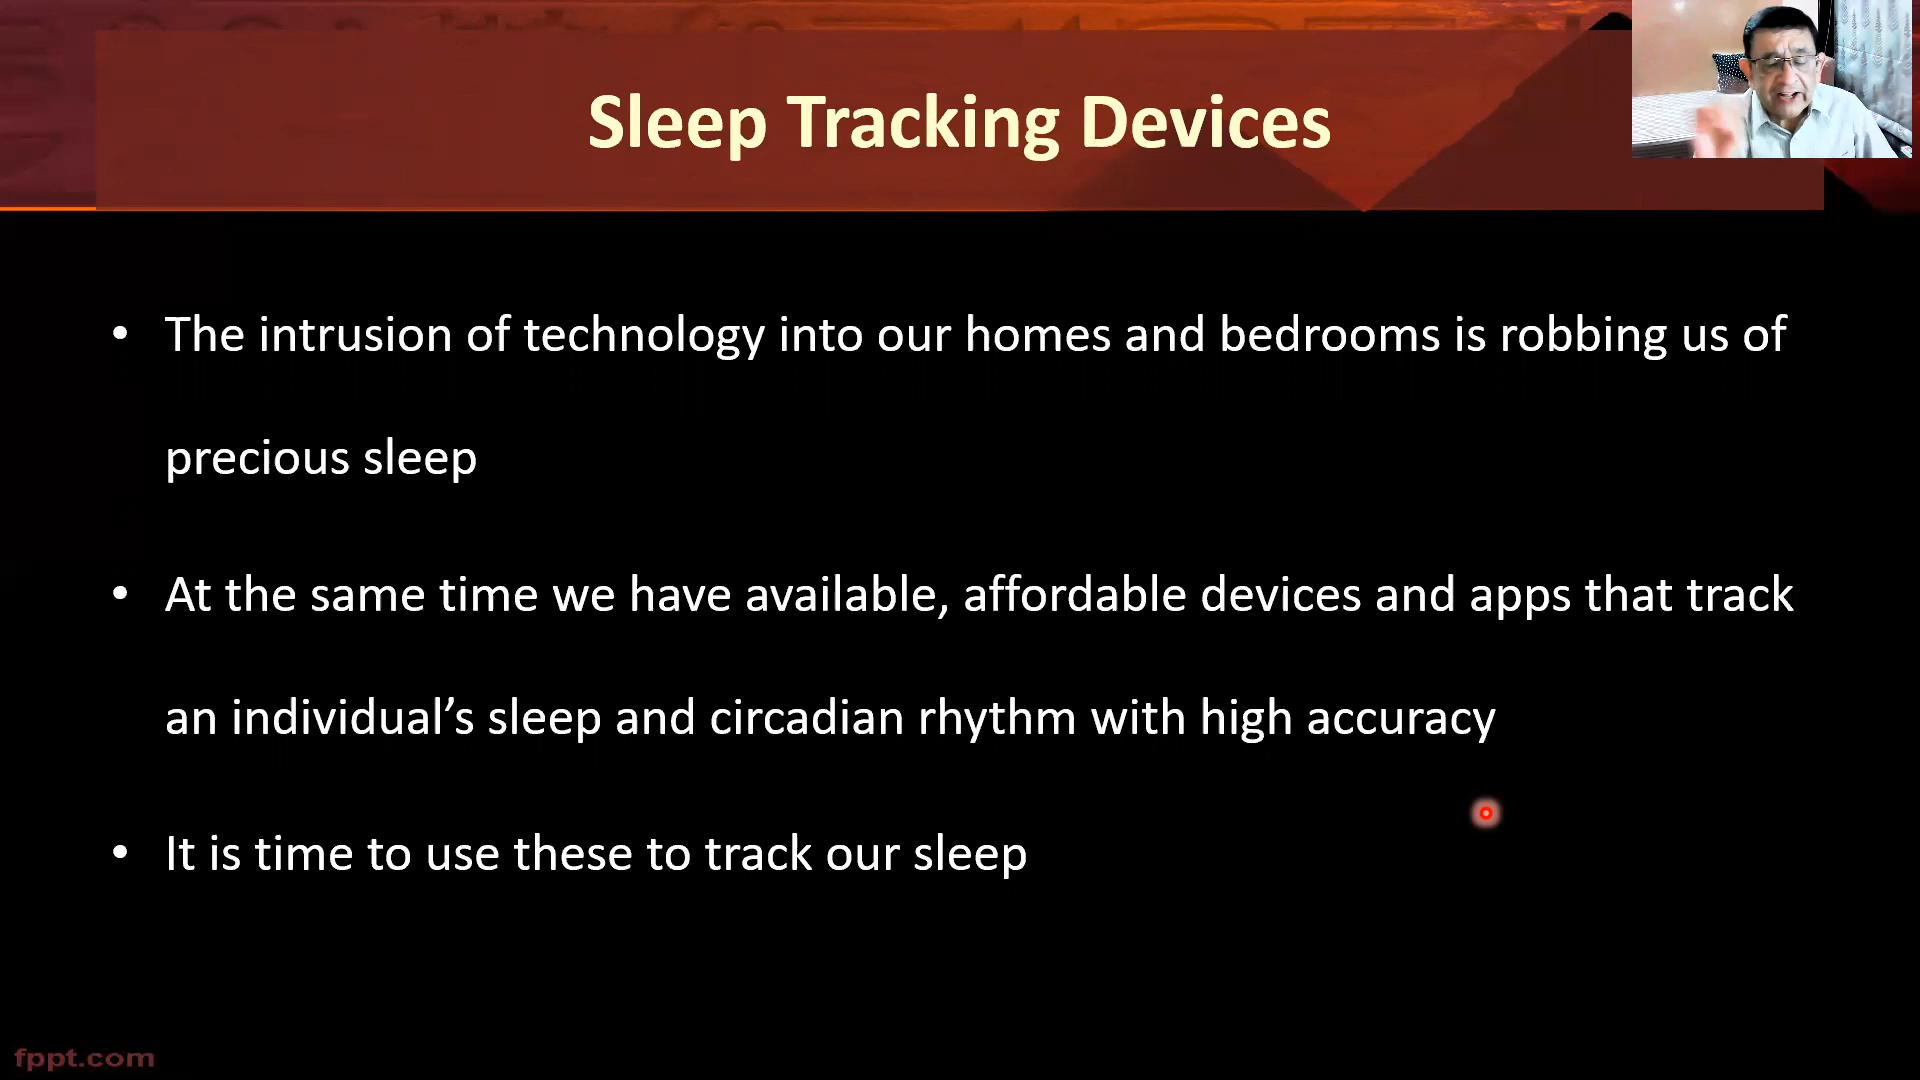 Sleep Tracking Devices
• The intrusion of technology into our homes and bedrooms is robbing us of
precious sleep
• At the same time we have available, affordable devices and apps that track
an individual’s sleep and circadian rhythm with high accuracy
• It is time to use these to track our sleep
fppt.com